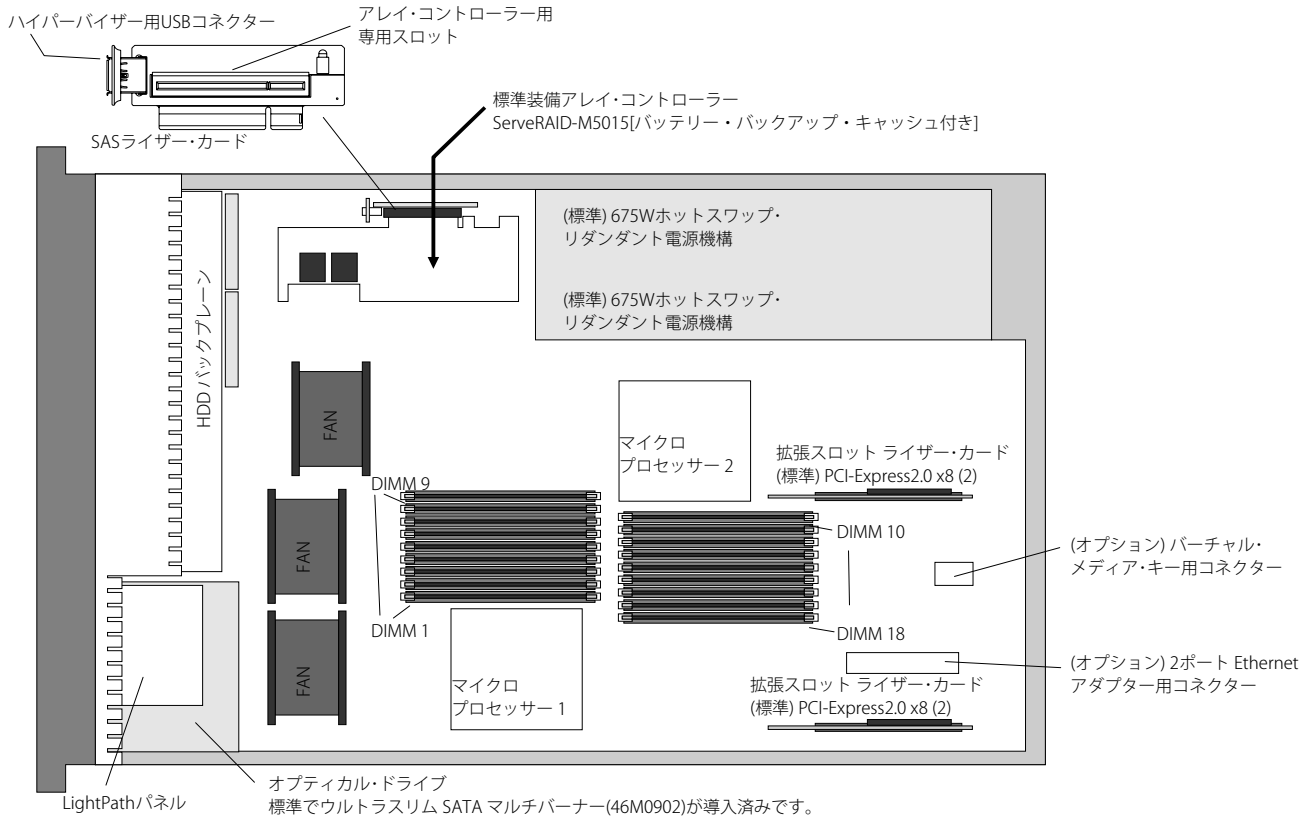 ハイパーバイザー用USBコネクター
アレイ・コントローラー用
専用スロット
標準装備アレイ・コントローラー
ServeRAID-M5015[バッテリー・バックアップ・キャッシュ付き]
SASライザー・カード
(標準) 675Wホットスワップ・
リダンダント電源機構
(標準) 675Wホットスワップ・
リダンダント電源機構
HDD バックプレーン
FAN
マイクロ
プロセッサー 2
拡張スロット ライザー・カード
(標準) PCI-Express2.0 x8 (2)
DIMM 9
FAN
DIMM 10
(オプション) バーチャル・
メディア・キー用コネクター
DIMM 1
DIMM 18
FAN
マイクロ
プロセッサー 1
(オプション) 2ポート Ethernet
アダプター用コネクター
拡張スロット ライザー・カード
(標準) PCI-Express2.0 x8 (2)
LightPathパネル
オプティカル・ドライブ
標準でウルトラスリム SATA マルチバーナー(46M0902)が導入済みです。